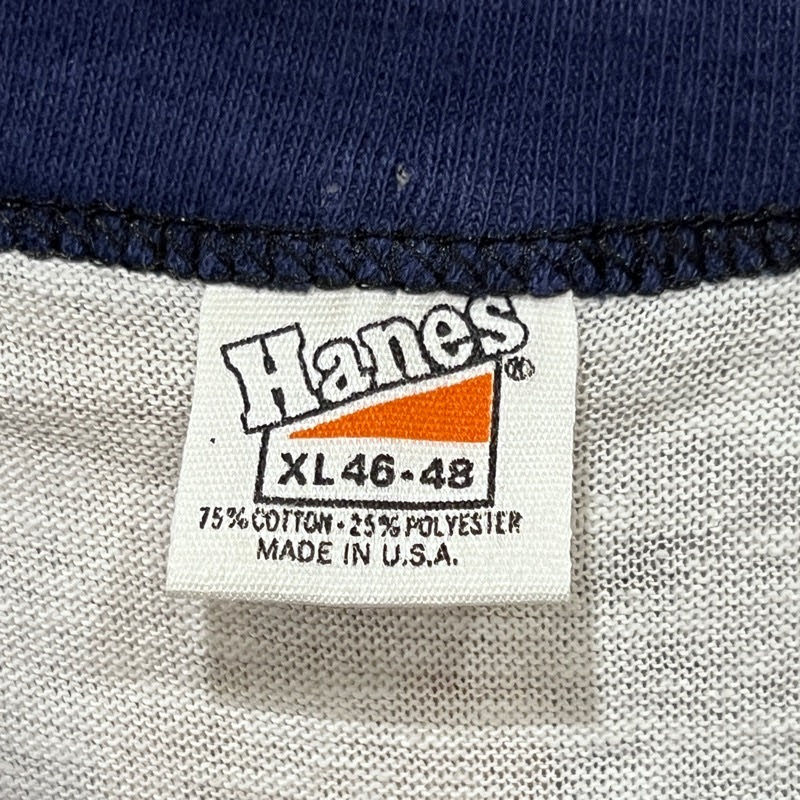 Hanes®
XL 46-48
75% COTTON • 25% POLYESTER
MADE IN U.S.A.